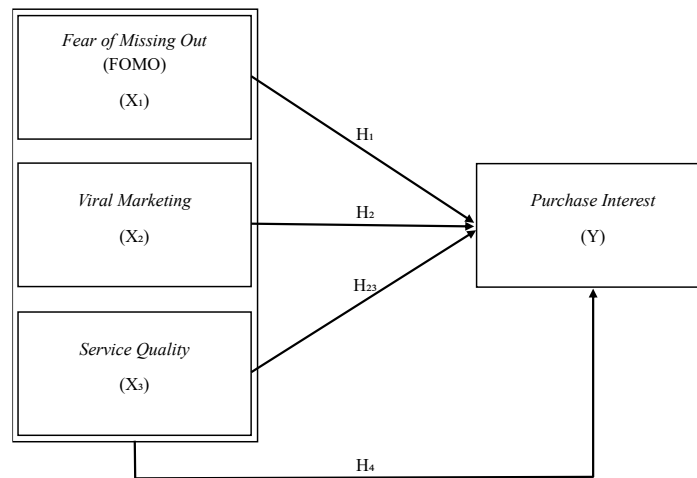 Fear of Missing Out
(FOMO)
(X₁)
H₁
Viral Marketing
(X₂)
H₂
Purchase Interest
(Y)
H₂₃
Service Quality
(X₃)
H₄